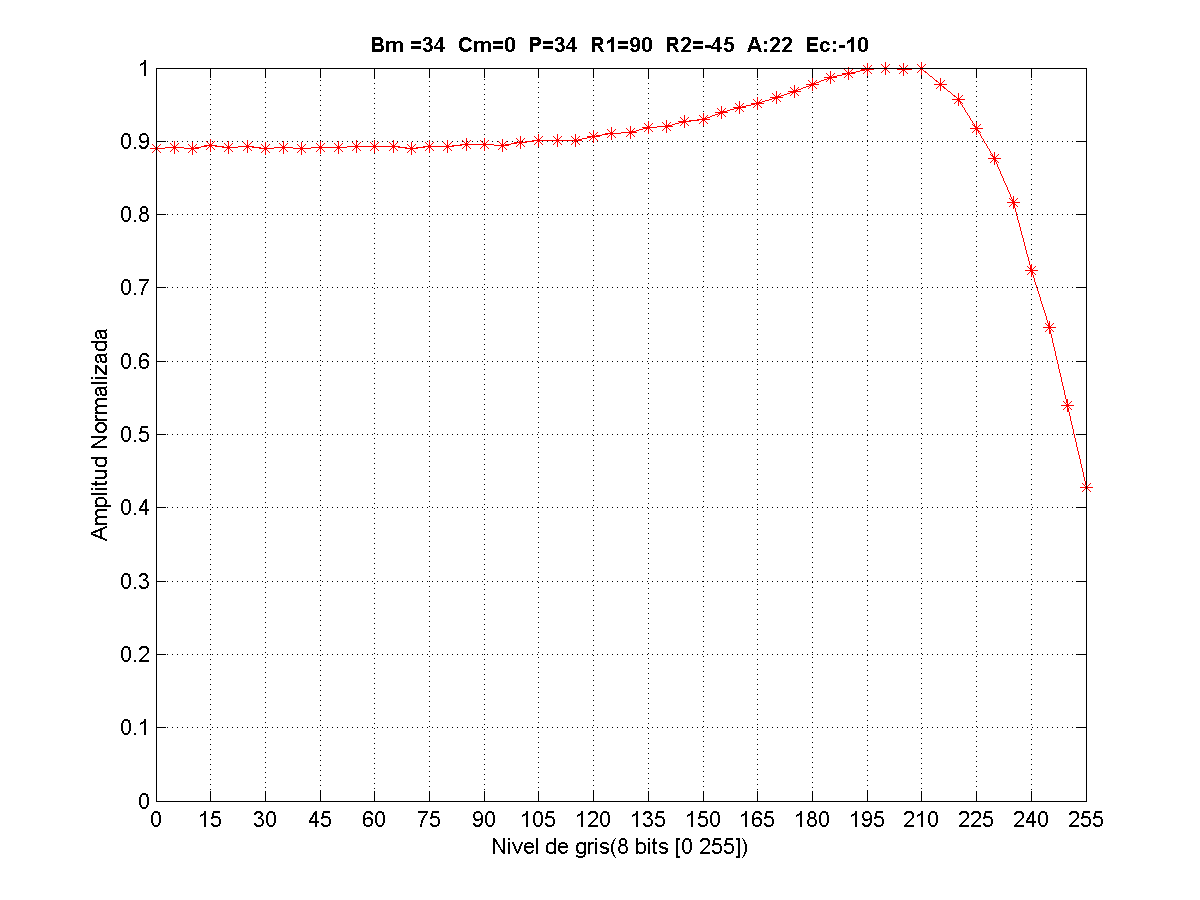 Bm =34 Cm=0 P=34 R1=90 R2=-45 A:22 Ec:-10
1
0.9
0.8
0.7
0.6
0.5
0.4
0.3
0.2
0.1
0
Amplitud Normalizada
0 15 30 45 60 75 90 105 120 135 150 165 180 195 210 225 240 255
Nivel de gris(8 bits [0 255])